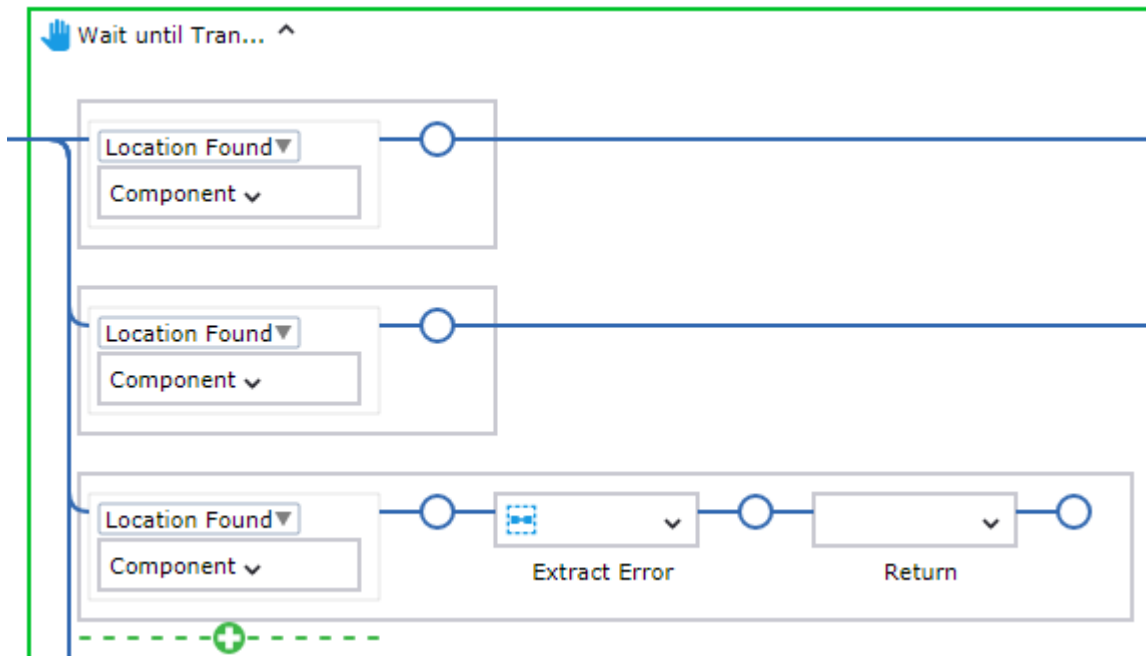 Wait until Tran...
Location Found
Component
Location Found
Component
Location Found
Component
Extract Error
Return